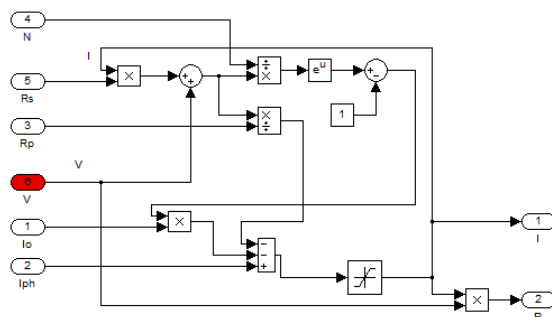 4
N
I
5
Rs
3
Rp
V
6
V
1
Io
2
Iph
× 
+
+
÷
×
e^u
+
−
1
×
÷
×
−
−
+
1
I
×
2
P